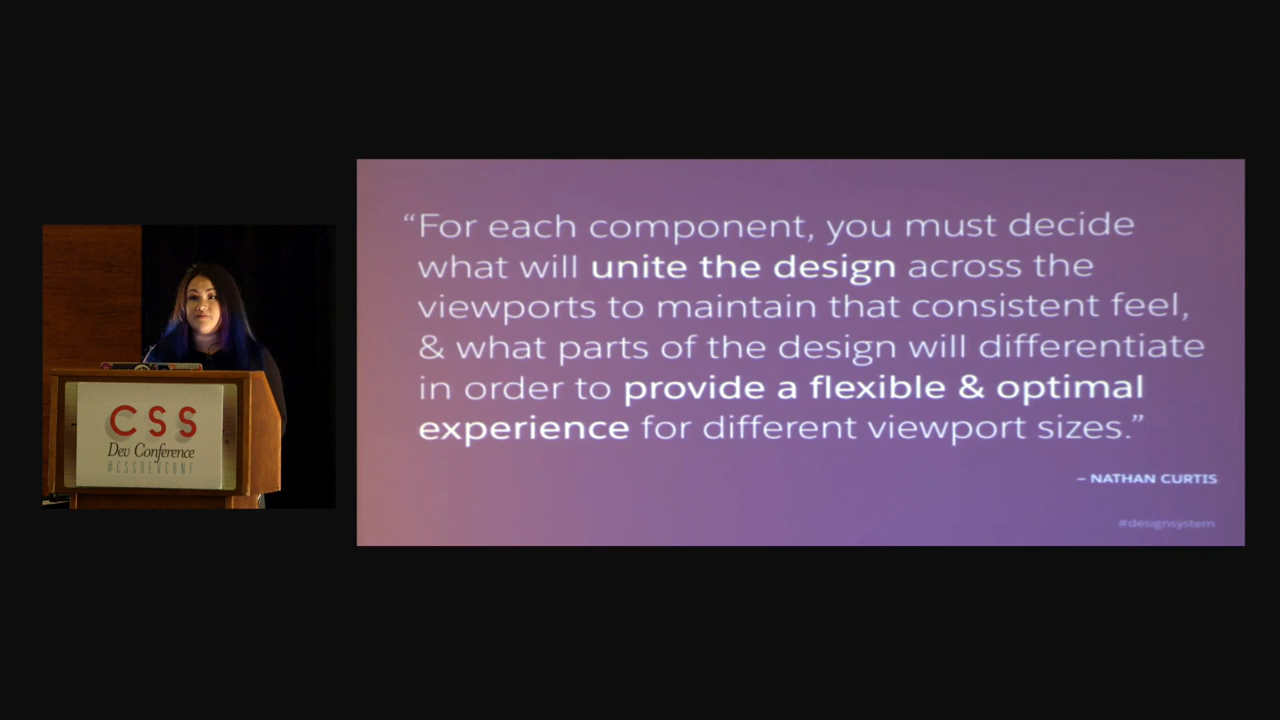 “For each component, you must decide
what will unite the design across the
viewports to maintain that consistent feel,
& what parts of the design will differentiate
in order to provide a flexible & optimal
experience for different viewport sizes.”
– NATHAN CURTIS
#designsystem
CSS
Dev Conference
#CSSDEVCONF